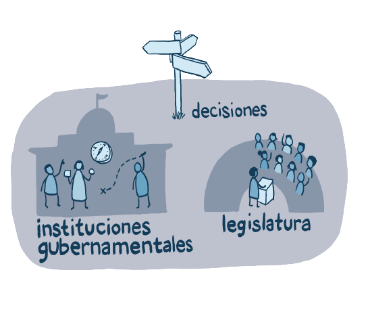 decisiones
instituciones
gubernamentales
legislatura